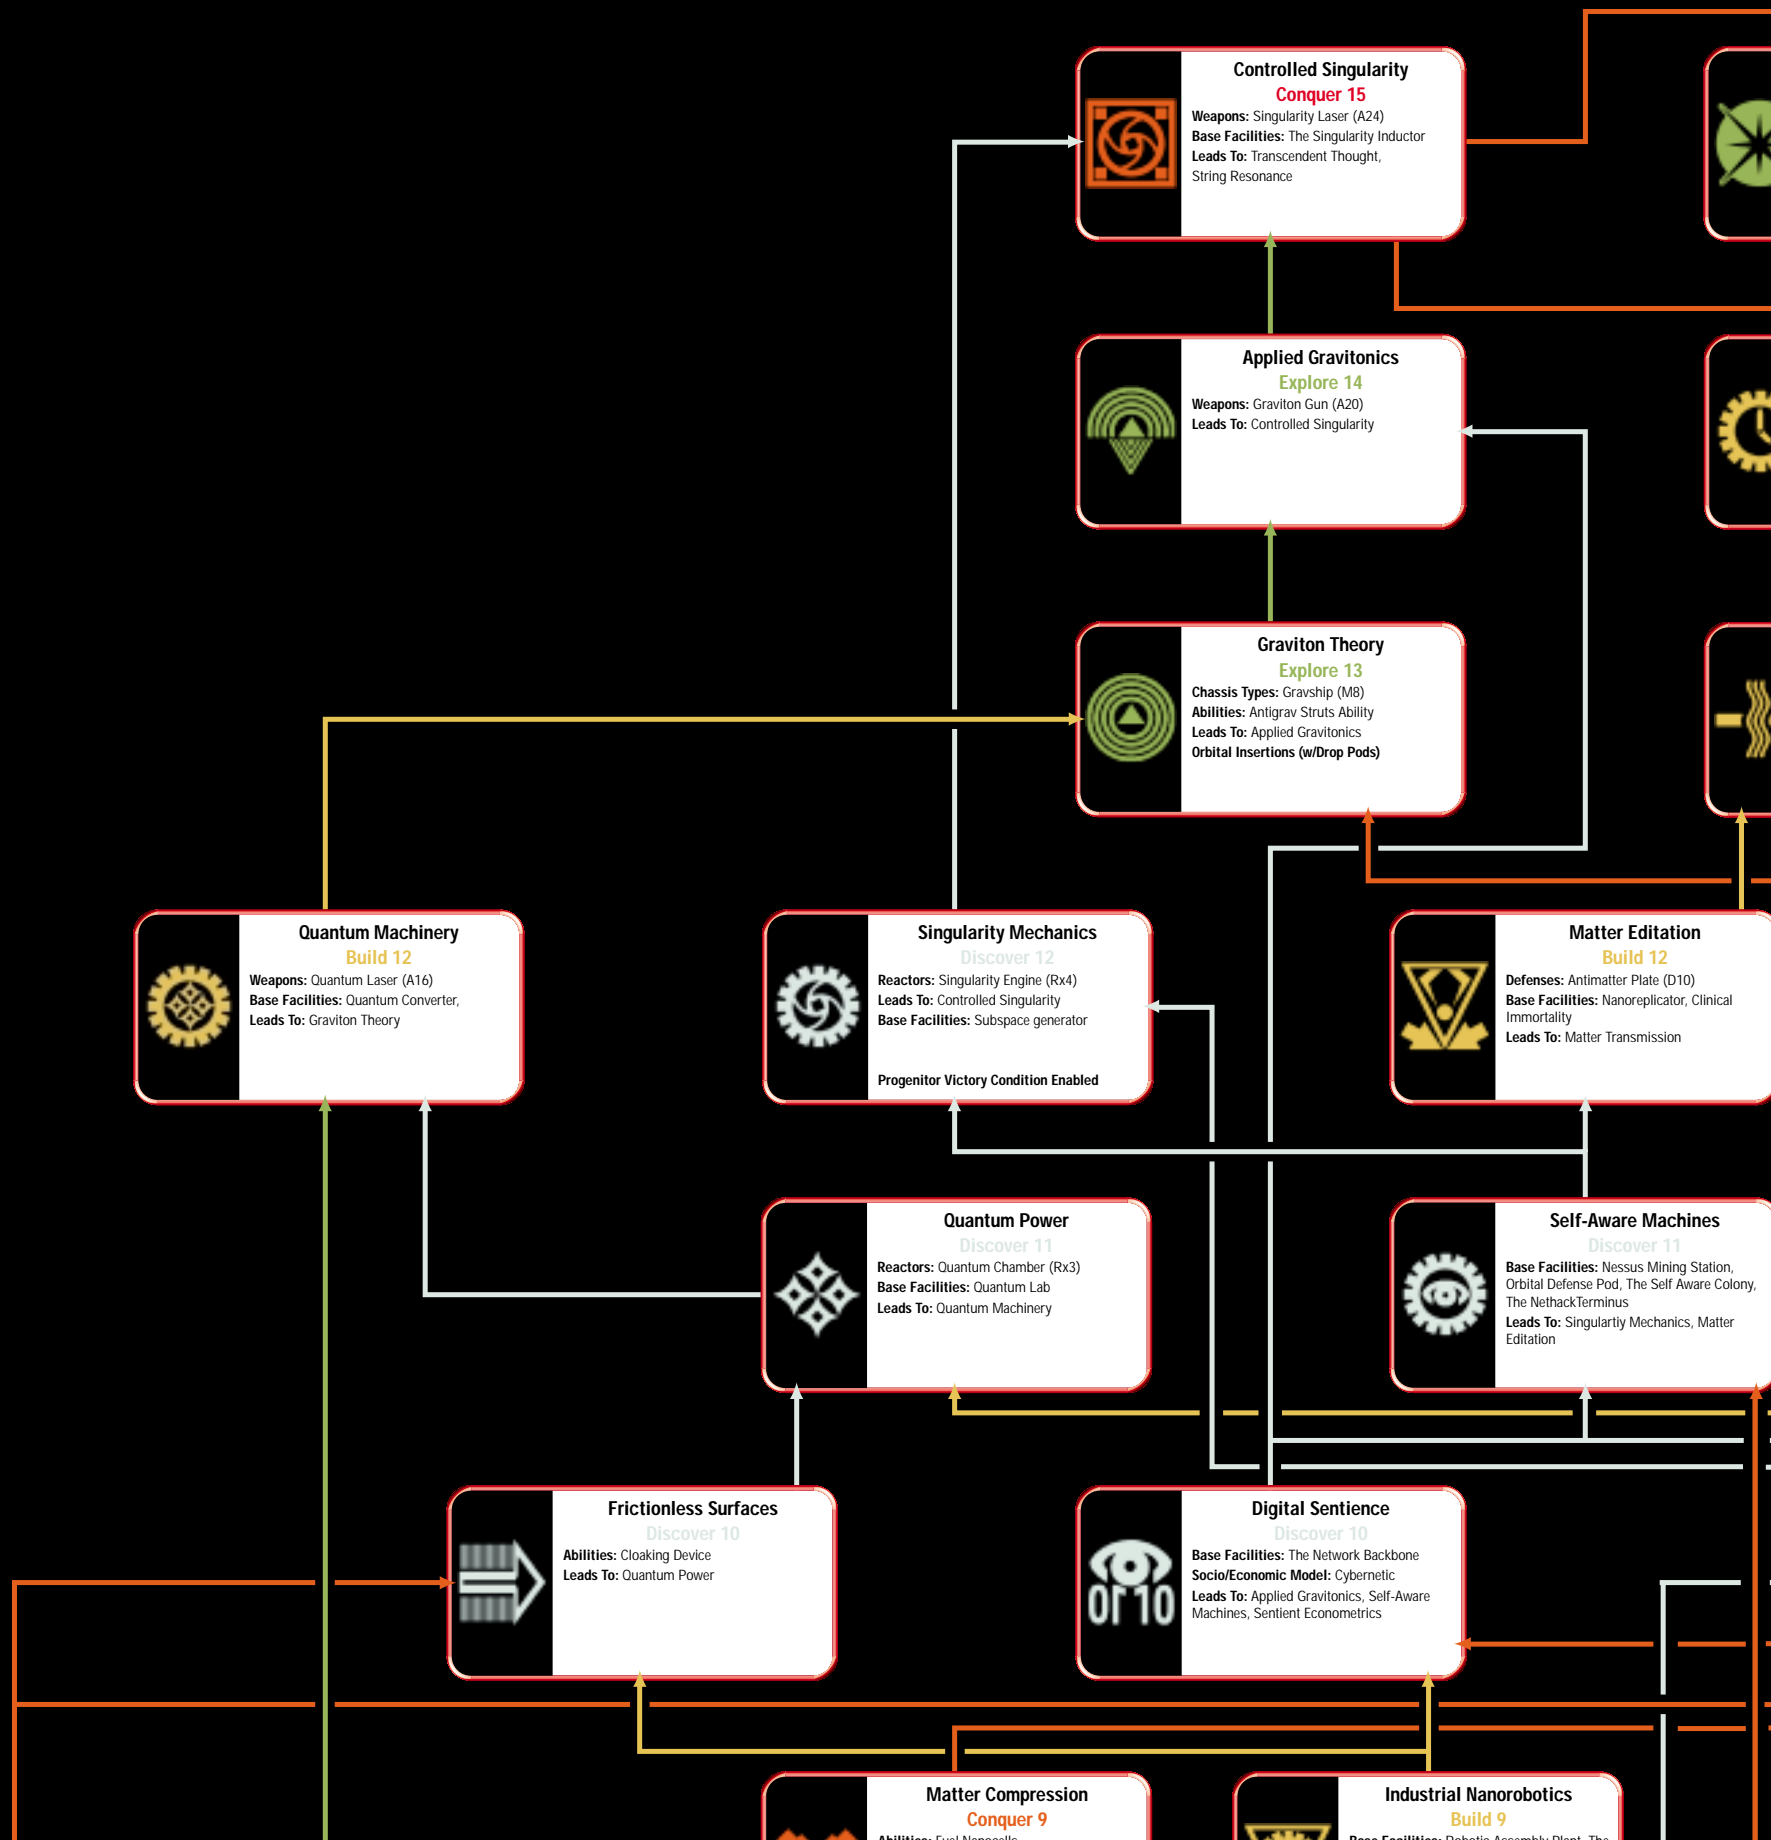 Controlled Singularity
Conquer 15
Weapons: Singularity Laser (A24)
Base Facilities: The Singularity Inductor
Leads To: Transcendent Thought,
String Resonance
Applied Gravitonics
Explore 14
Weapons: Graviton Gun (A20)
Leads To: Controlled Singularity
Graviton Theory
Explore 13
Chassis Types: Gravship (M8)
Abilities: Antigrav Struts Ability
Leads To: Applied Gravitonics
Orbital Insertions (w/Drop Pods)
Quantum Machinery
Build 12
Weapons: Quantum Laser (A16)
Base Facilities: Quantum Converter,
Leads To: Graviton Theory
Singularity Mechanics
Discover 12
Reactors: Singularity Engine (Rx4)
Leads To: Controlled Singularity
Base Facilities: Subspace generator
Progenitor Victory Condition Enabled
Matter Editation
Build 12
Defenses: Antimatter Plate (D10)
Base Facilities: Nanoreplicator, Clinical
Immortality
Leads To: Matter Transmission
Quantum Power
Discover 11
Reactors: Quantum Chamber (Rx3)
Base Facilities: Quantum Lab
Leads To: Quantum Machinery
Self-Aware Machines
Discover 11
Base Facilities: Nessus Mining Station,
Orbital Defense Pod, The Self Aware Colony,
The NethackTerminus
Leads To: Singulartiy Mechanics, Matter
Editation
Frictionless Surfaces
Discover 10
Abilities: Cloaking Device
Leads To: Quantum Power
Digital Sentience
Discover 10
Base Facilities: The Network Backbone
Socio/Economic Model: Cybernetic
Leads To: Applied Gravitonics, Self-Aware
Machines, Sentient Econometrics
Matter Compression
Conquer 9
Abilities: Fuel Nanocells
Industrial Nanorobotics
Build 9
Base Facilities: Robotic Assembly Plant, The